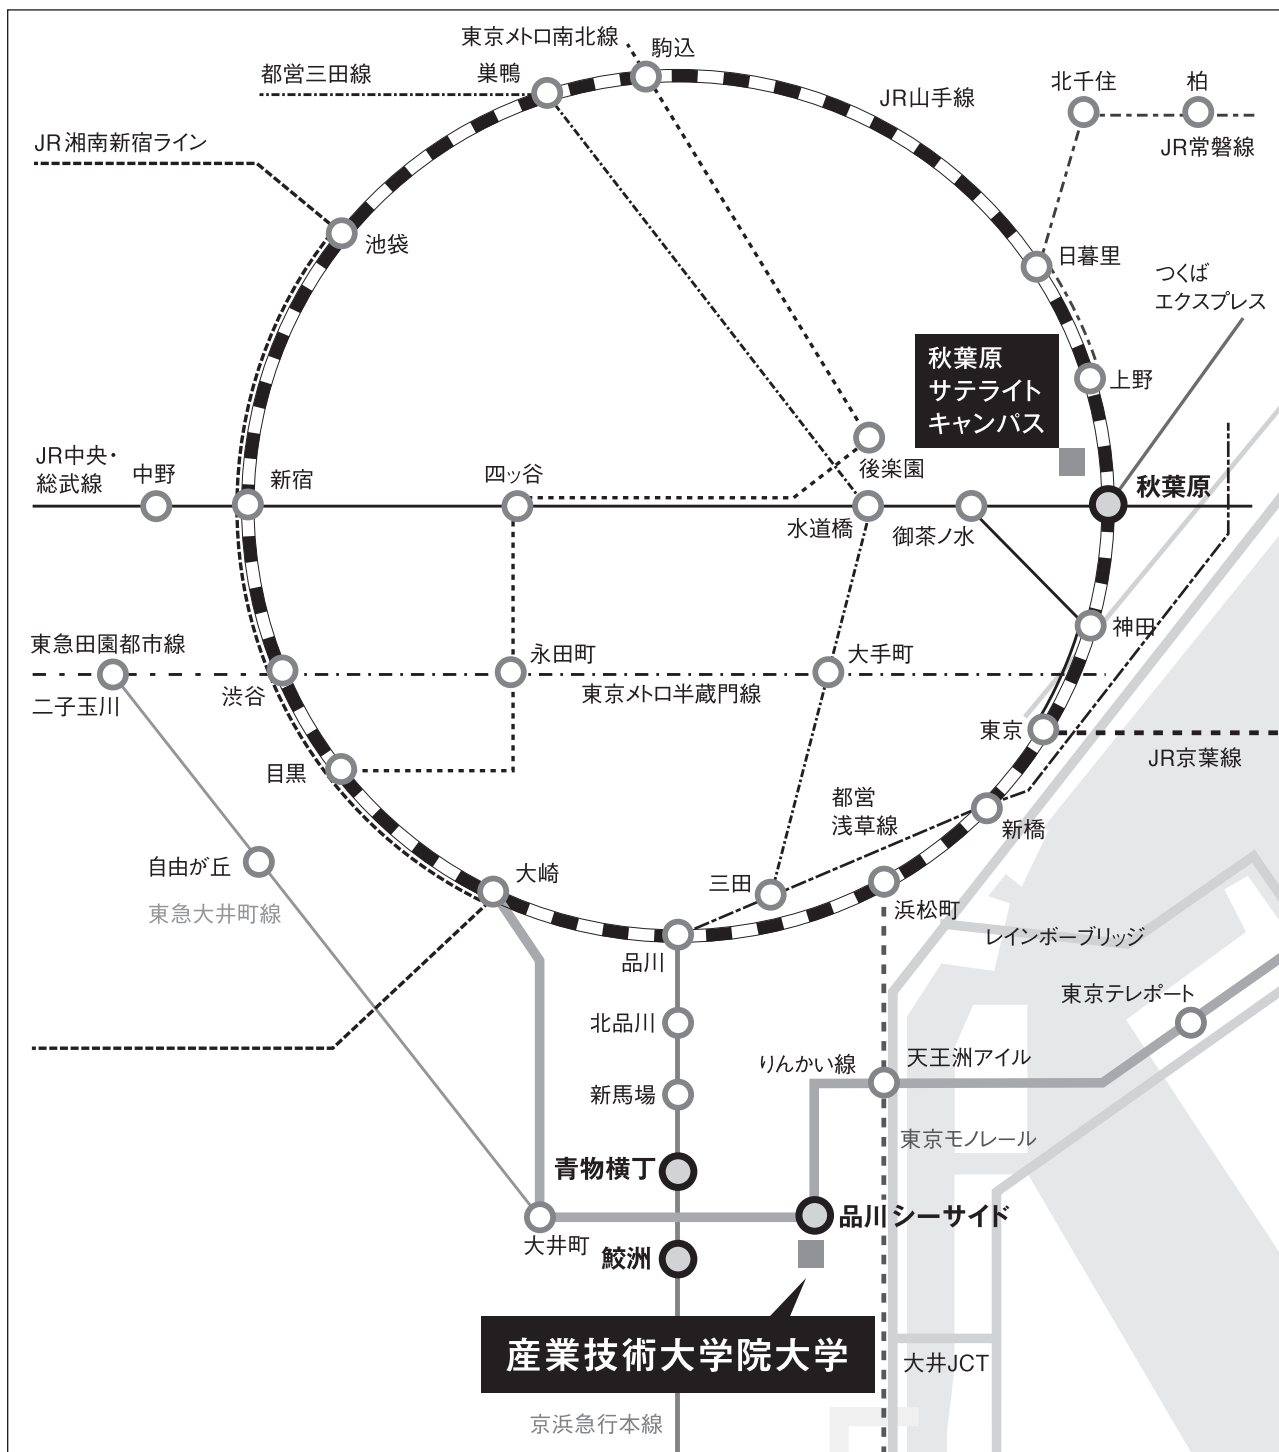 東京メトロ南北線
駒込
都営三田線
巣鴨
JR山手線
北千住
柏
JR常磐線
JR湘南新宿ライン
池袋
日暮里
つくば
エクスプレス
秋葉原
サテライト
キャンパス
上野
JR中央・
総武線
中野
新宿
四ッ谷
後楽園
水道橋
御茶ノ水
秋葉原
神田
東急田園都市線
二子玉川
渋谷
永田町
東京メトロ半蔵門線
大手町
東京
JR京葉線
目黒
都営
浅草線
新橋
自由が丘
東急大井町線
大崎
三田
浜松町
品川
レインボーブリッジ
東京テレポート
北品川
りんかい線
天王洲アイル
新馬場
東京モノレール
青物横丁
品川シーサイド
大井町
鮫洲
産業技術大学院大学
大井JCT
京浜急行本線